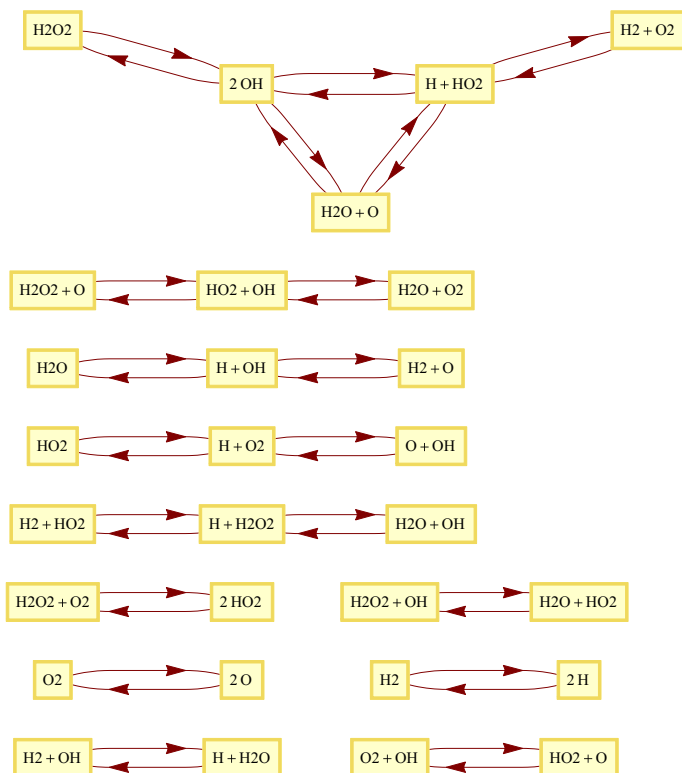 H2O2 H2 + O2
2 OH H + HO2
H2O + O
H2O2 + O HO2 + OH H2O + O2
H2O H + OH H2 + O
HO2 H + O2 O + OH
H2 + HO2 H + H2O2 H2O + OH
H2O2 + O2 2 HO2 H2O2 + OH H2O + HO2
O2 2 O H2 2 H
H2 + OH H + H2O O2 + OH HO2 + O